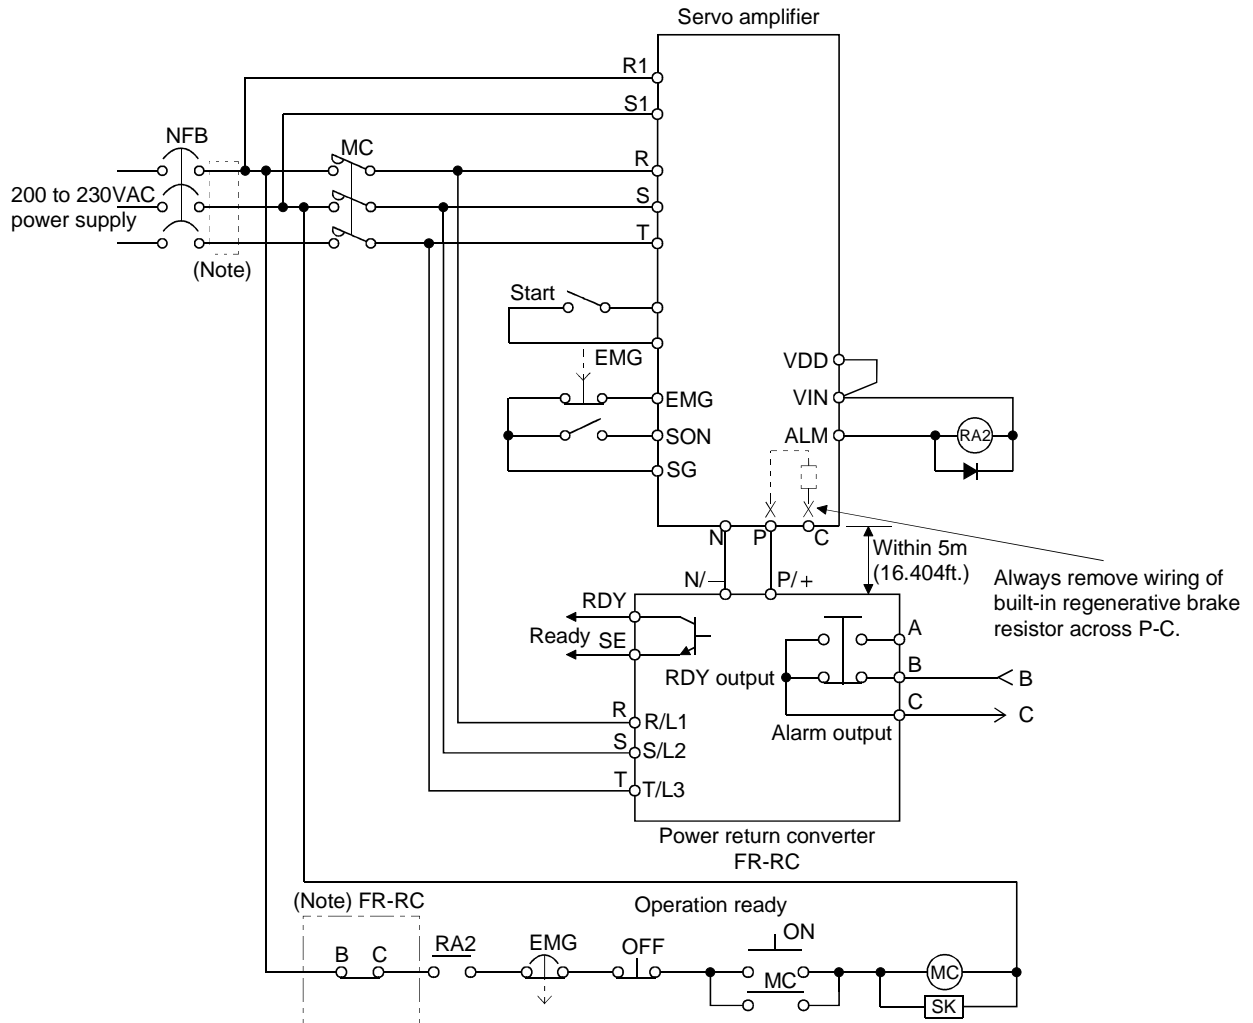 Servo amplifier
R1
S1
NFB
MC
R
S
T
200 to 230VAC
power supply
(Note)
Start
EMG
EMG
SON
SG
VDD
VIN
ALM
RA2
N
P
C
Within 5m
(16.404ft.)
Always remove wiring of
built-in regenerative brake
resistor across P-C.
N/−
P/+
RDY
Ready
SE
RDY output
A
B
B
C
C
Alarm output
R
R/L1
S
S/L2
T
T/L3
Power return converter
FR-RC
(Note) FR-RC
Operation ready
B
C
RA2
EMG
OFF
ON
MC
MC
SK